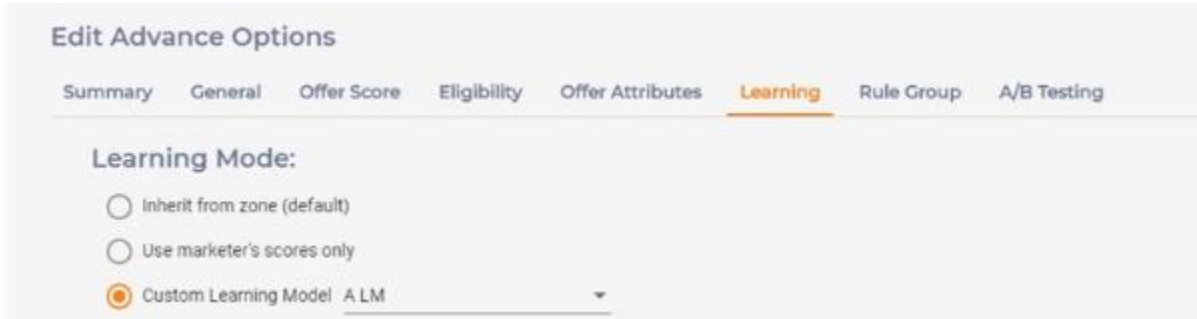 Edit Advance Options
Summary General Offer Score Eligibility Offer Attributes Learning Rule Group A/B Testing
Learning Mode:
Inherit from zone (default)
Use marketer's scores only
Custom Learning Model A LM